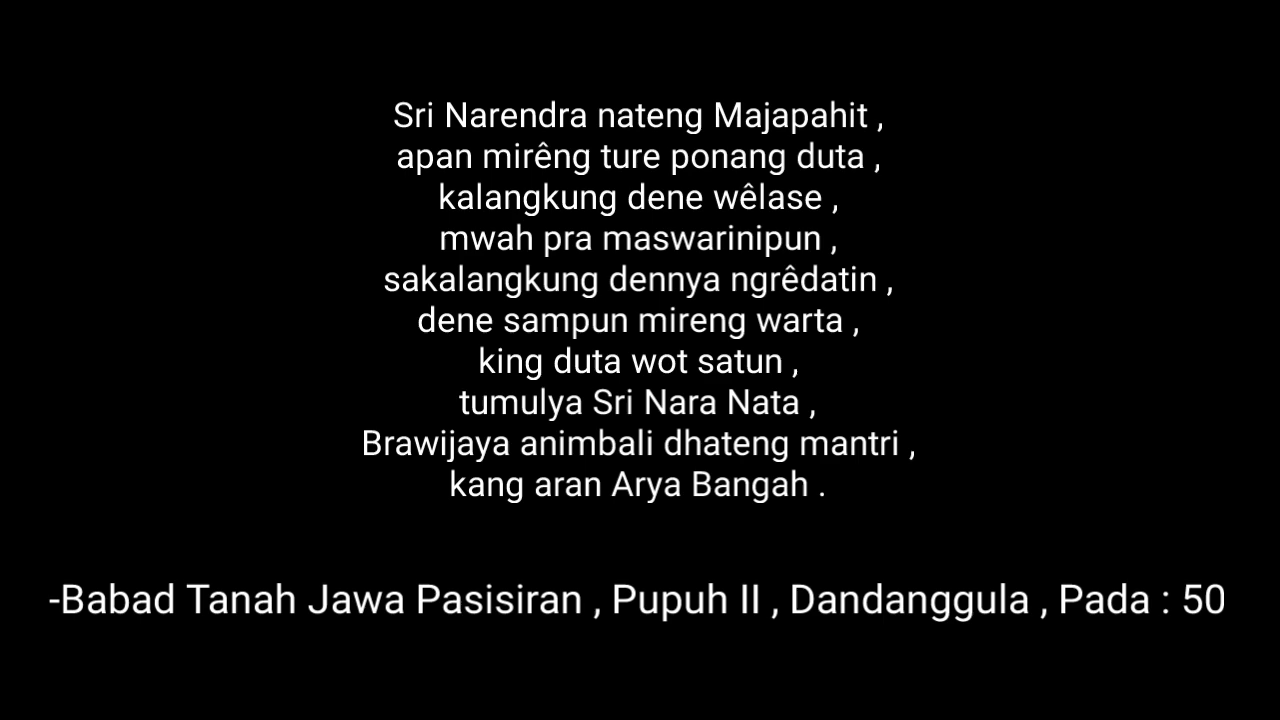 Sri Narendra nateng Majapahit ,
apan mirêng ture ponang duta ,
kalangkung dene wêlase ,
mwah pra maswarinipun ,
sakalangkung dennya ngrêdatin ,
dene sampun mireng warta ,
king duta wot satun ,
tumulya Sri Nara Nata ,
Brawijaya animbali dhateng mantri ,
kang aran Arya Bangah .
-Babad Tanah Jawa Pasisiran , Pupuh II , Dandanggula , Pada : 50